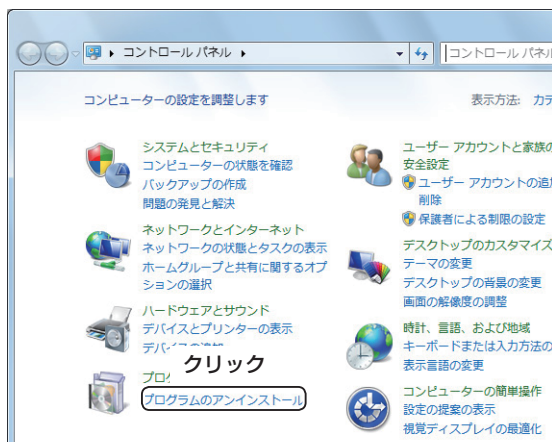 コントロール パネル
コントロール パネル
コンピューターの設定を調整します
表示方法:
システムとセキュリティ
コンピューターの状態を確認
バックアップの作成
問題の発見と解決
ネットワークとインターネット
ネットワークの状態とタスクの表示
ホームグループと共有に関するオプ
ションの選択
ハードウェアとサウンド
デバイスとプリンターの表示
クリック
プログラムのアンインストール
ユーザー アカウントと家族の
安全設定
ユーザー アカウントの追加
削除
保護者による制限の設定
デスクトップのカスタマイズ
テーマの変更
デスクトップの背景の変更
画面の解像度の調整
時計、言語、および地域
キーボードまたは入力方法の
表示言語の変更
コンピューターの簡単操作
設定の提案の表示
視覚ディスプレイの最適化